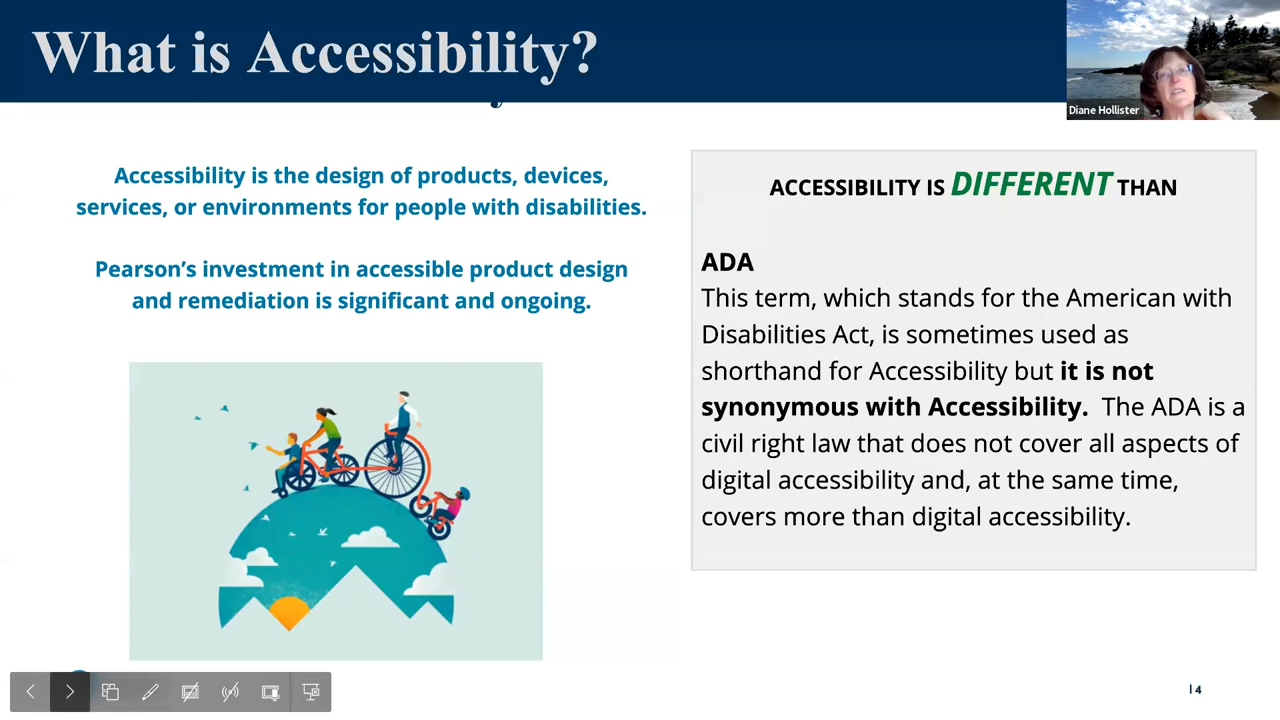 What is Accessibility?
Diane Hollister
Accessibility is the design of products, devices,
services, or environments for people with disabilities.
Pearson’s investment in accessible product design
and remediation is significant and ongoing.
ACCESSIBILITY IS DIFFERENT THAN
ADA
This term, which stands for the American with
Disabilities Act, is sometimes used as
shorthand for Accessibility but it is not
synonymous with Accessibility. The ADA is a
civil right law that does not cover all aspects of
digital accessibility and, at the same time,
covers more than digital accessibility.
14